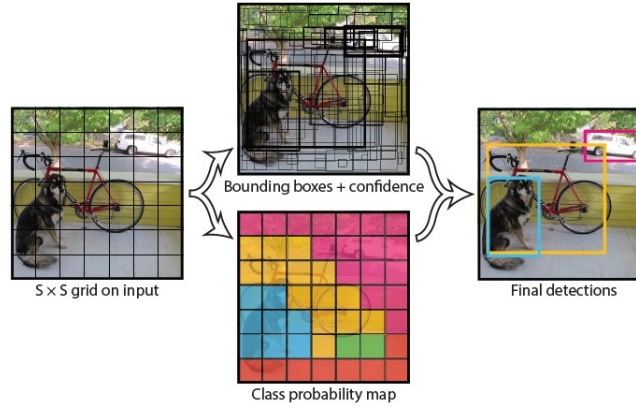 Bounding boxes + confidence
S × S grid on input
Final detections
Class probability map